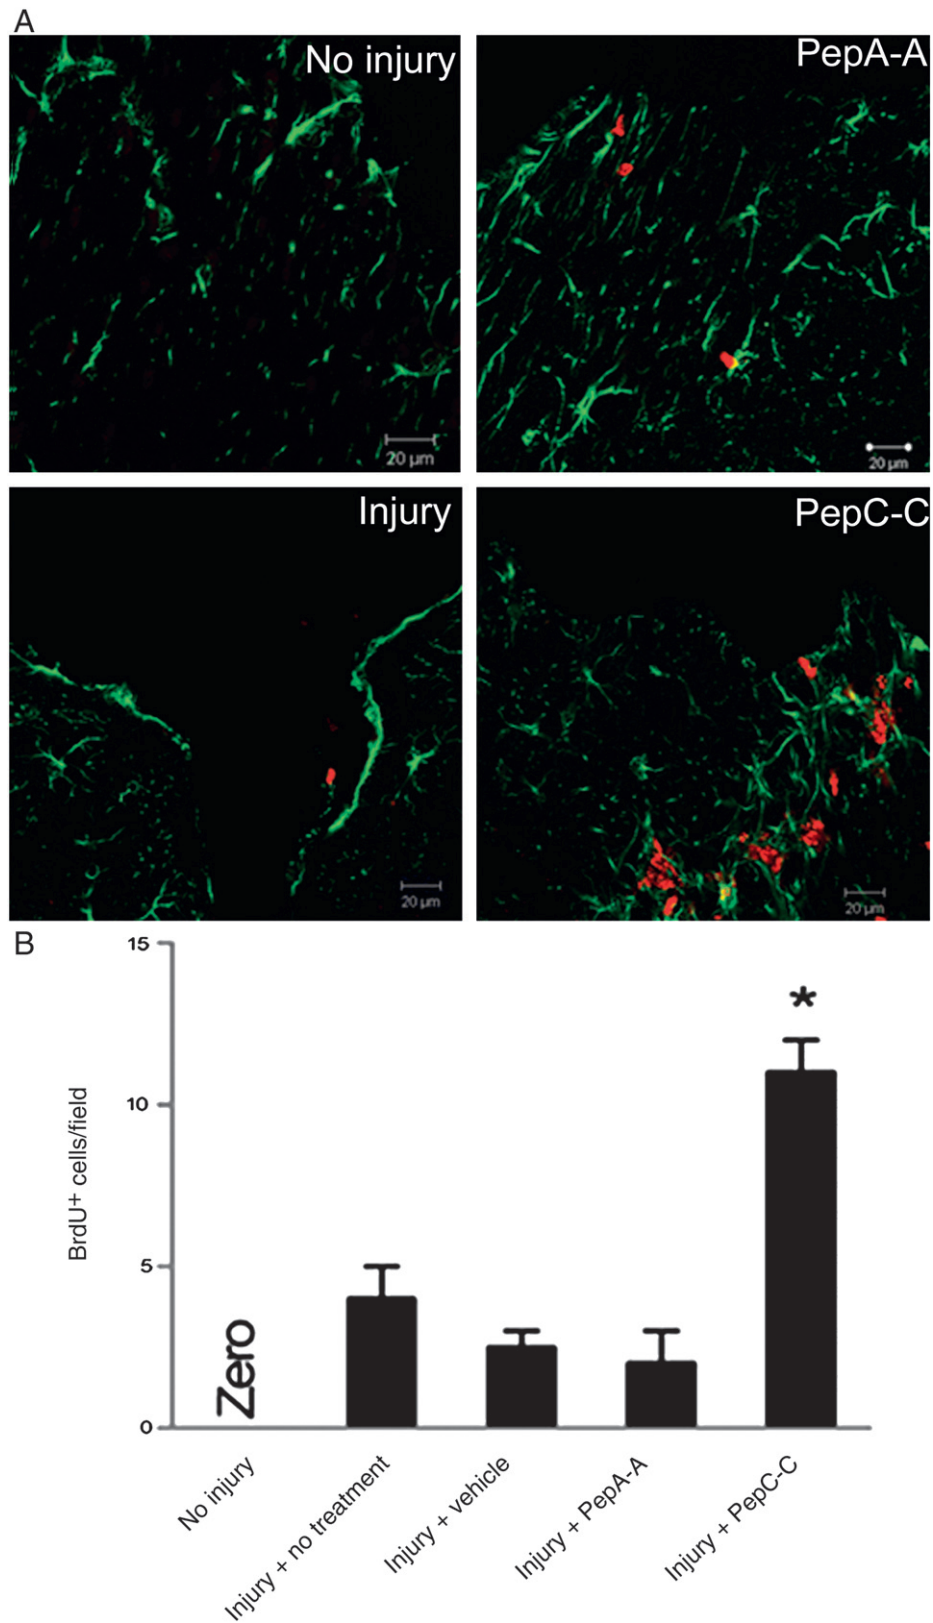 A
No injury
PepA-A
20 µm
20 µm
Injury
PepC-C
20 µm
20 µm
B
15
10
5
0
BrdU+ cells/field
Zero
*
No injury
Injury + no treatment
Injury + vehicle
Injury + PepA-A
Injury + PepC-C